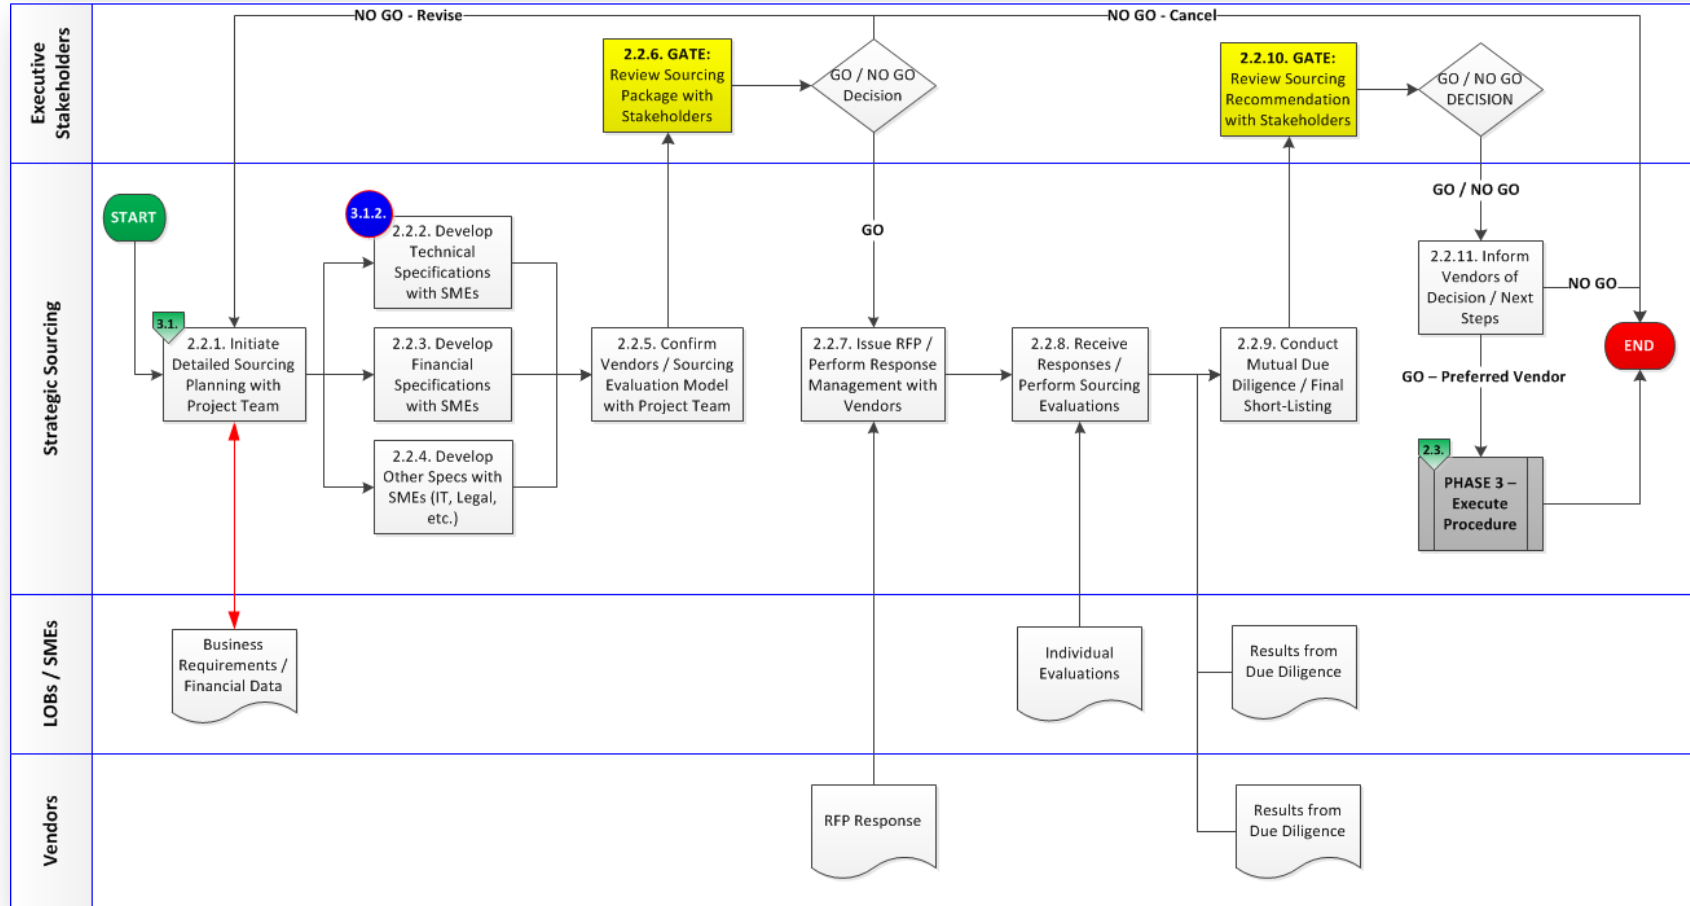 Executive
Stakeholders
NO GO - Revise
NO GO - Cancel
2.2.6. GATE:
Review Sourcing
Package with
Stakeholders
GO / NO GO
Decision
2.2.10. GATE:
Review Sourcing
Recommendation
with Stakeholders
GO / NO GO
DECISION
Strategic Sourcing
START
3.1.
2.2.1. Initiate
Detailed Sourcing
Planning with
Project Team
3.1.2.
2.2.2. Develop
Technical
Specifications
with SMEs
2.2.3. Develop
Financial
Specifications
with SMEs
2.2.4. Develop
Other Specs with
SMEs (IT, Legal,
etc.)
2.2.5. Confirm
Vendors / Sourcing
Evaluation Model
with Project Team
GO
2.2.7. Issue RFP /
Perform Response
Management with
Vendors
2.2.8. Receive
Responses /
Perform Sourcing
Evaluations
2.2.9. Conduct
Mutual Due
Diligence / Final
Short-Listing
GO / NO GO
2.2.11. Inform
Vendors of
Decision / Next
Steps
NO GO
END
GO – Preferred Vendor
2.3.
PHASE 3 –
Execute
Procedure
LOBs / SMEs
Business
Requirements /
Financial Data
Individual
Evaluations
Results from
Due Diligence
Vendors
RFP Response
Results from
Due Diligence